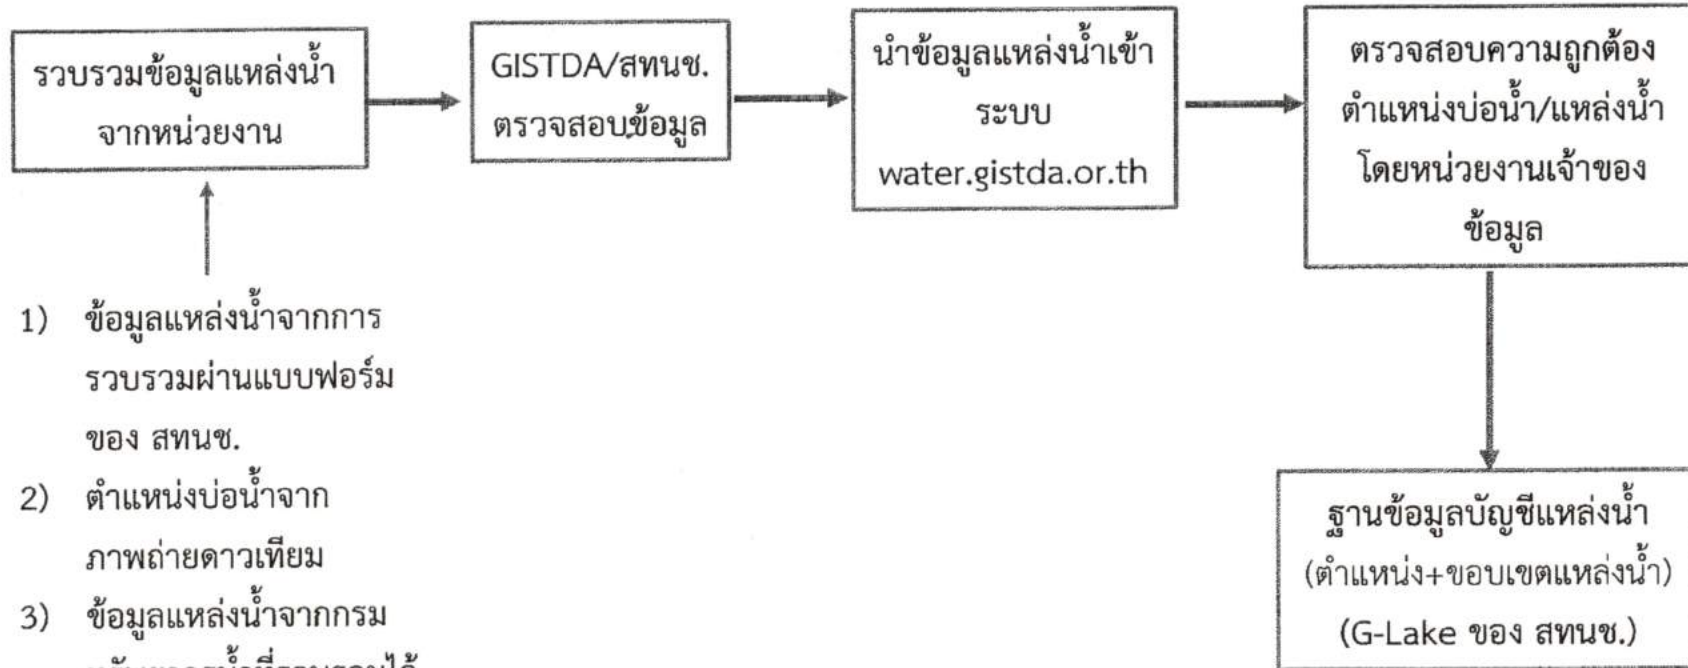 รวบรวมข้อมูลแหล่งน้ำ
จากหน่วยงาน
GISTDA/สทนช.
ตรวจสอบข้อมูล
นำข้อมูลแหล่งน้ำเข้า
ระบบ
water.gistda.or.th
ตรวจสอบความถูกต้อง
ตำแหน่งบ่อน้ำ/แหล่งน้ำ
โดยหน่วยงานเจ้าของ
ข้อมูล
1) ข้อมูลแหล่งน้ำจากการ
รวบรวมผ่านแบบฟอร์ม
ของ สทนช.
2) ตำแหน่งบ่อน้ำจาก
ภาพถ่ายดาวเทียม
3) ข้อมูลแหล่งน้ำจากกรม
ฐานข้อมูลบัญชีแหล่งน้ำ
(ตำแหน่ง+ขอบเขตแหล่งน้ำ)
(G-Lake ของ สทนช.)